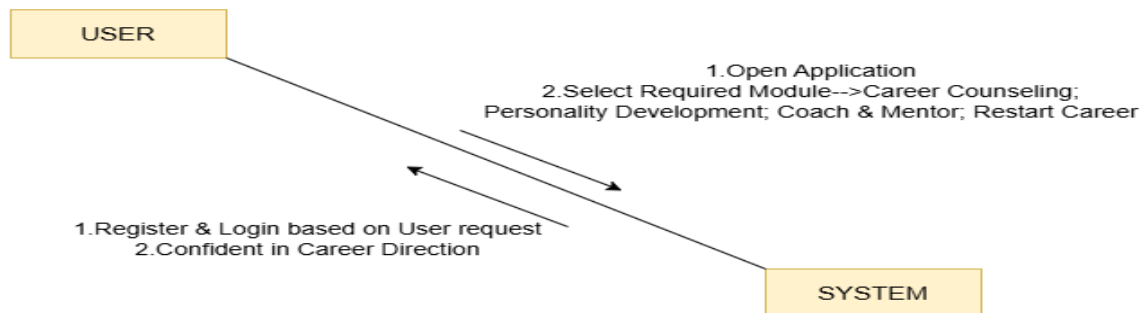 USER
1.Open Application
2.Select Required Module-->Career Counseling;
Personality Development; Coach & Mentor; Restart Career
1.Register & Login based on User request
2.Confident in Career Direction
SYSTEM